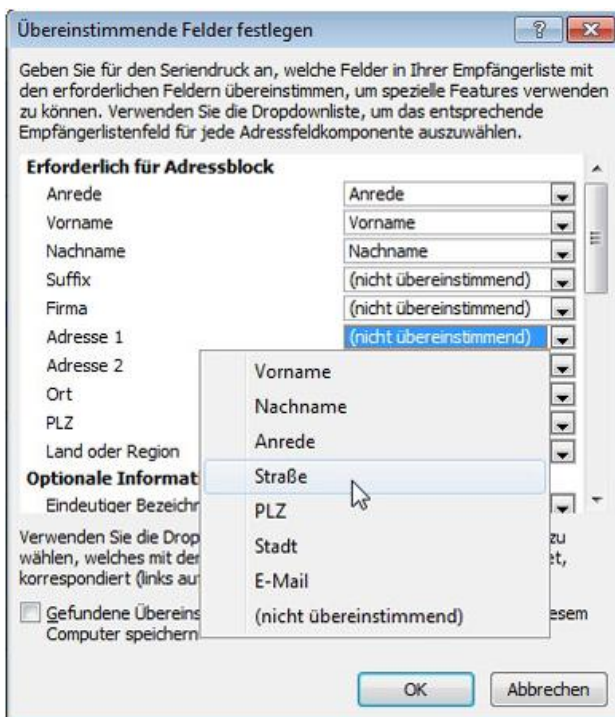 Übereinstimmende Felder festlegen
Geben Sie für den Seriendruck an, welche Felder in Ihrer Empfängerliste mit
den erforderlichen Feldern übereinstimmen, um spezielle Features verwenden
zu können. Verwenden Sie die Dropdownliste, um das entsprechende
Empfängerlistenfeld für jede Adressfeldkomponente auszuwählen.
Erforderlich für Adressblock
Anrede Anrede
Vorname Vorname
Nachname Nachname
Suffix (nicht übereinstimmend)
Firma (nicht übereinstimmend)
Adresse 1 (nicht übereinstimmend)
Adresse 2
Ort
PLZ
Land oder Region
Optionale Informat
Eindeutiger Bezeichn
Vorname
Nachname
Anrede
Straße
PLZ
Stadt
E-Mail
(nicht übereinstimmend)
Verwenden Sie die Drop zu
wählen, welches mit der et,
korrespondiert (links auf
Gefundene Übereins esem
Computer speichern
OK Abbrechen